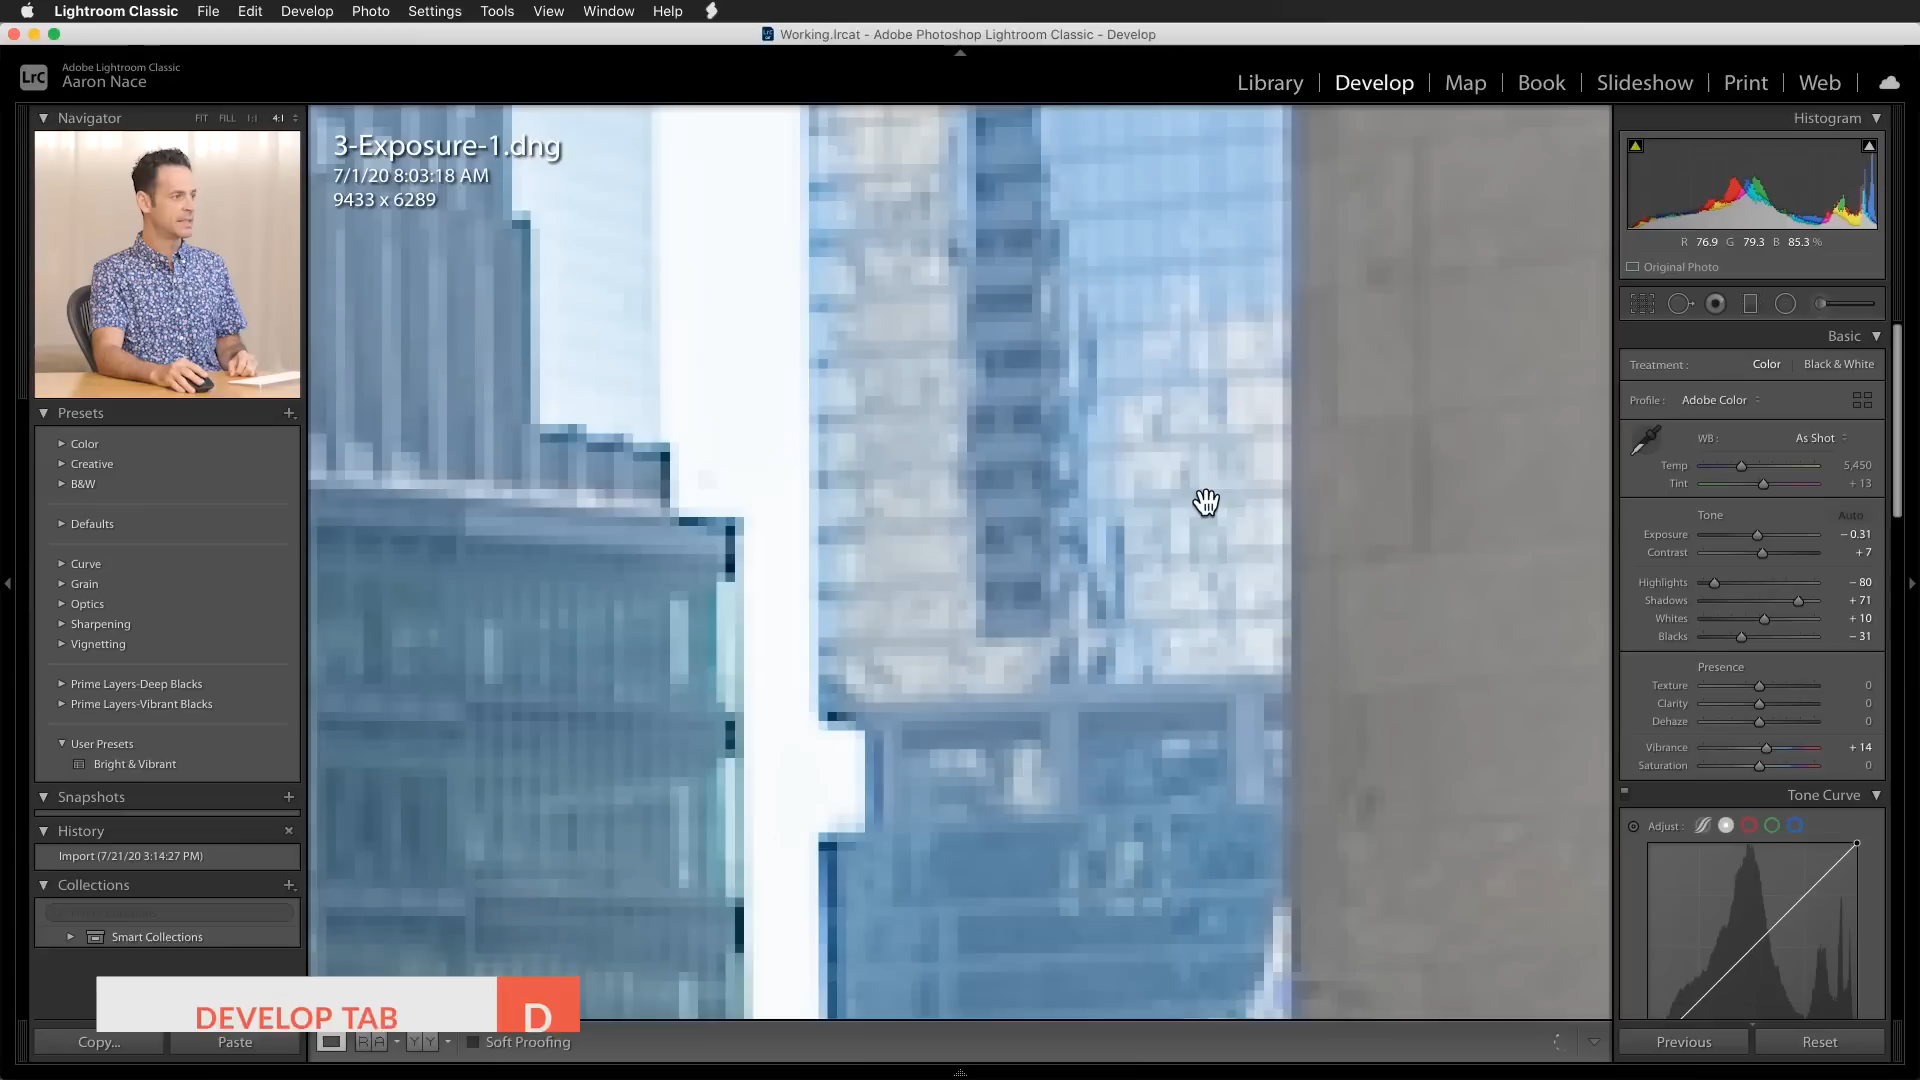 Lightroom Classic File Edit Develop Photo Settings Tools View Window Help
Working.lrcat - Adobe Photoshop Lightroom Classic - Develop
LrC
Adobe Lightroom Classic
Aaron Nace
Library Develop Map Book Slideshow Print Web
Navigator FIT FILL 1:1 4:1
Presets
Color
Creative
B&W
Defaults
Curve
Grain
Optics
Sharpening
Vignetting
Prime Layers-Deep Blacks
Prime Layers-Vibrant Blacks
User Presets
Bright & Vibrant
Snapshots
History
Import (7/21/20 3:14:27 PM)
Collections
Smart Collections
Copy...
Paste
3-Exposure-1.dng
7/1/20 8:03:18 AM
9433 x 6289
DEVELOP TAB D
R A Y Y Soft Proofing
Histogram
R 76.9 G 79.3 B 85.3 %
Original Photo
Basic
Treatment : Color Black & White
Profile : Adobe Color
WB : As Shot
Temp 5,450
Tint + 13
Tone Auto
Exposure − 0.31
Contrast + 7
Highlights − 80
Shadows + 71
Whites + 10
Blacks − 31
Presence
Texture 0
Clarity 0
Dehaze 0
Vibrance + 14
Saturation 0
Tone Curve
Adjust :
Previous
Reset